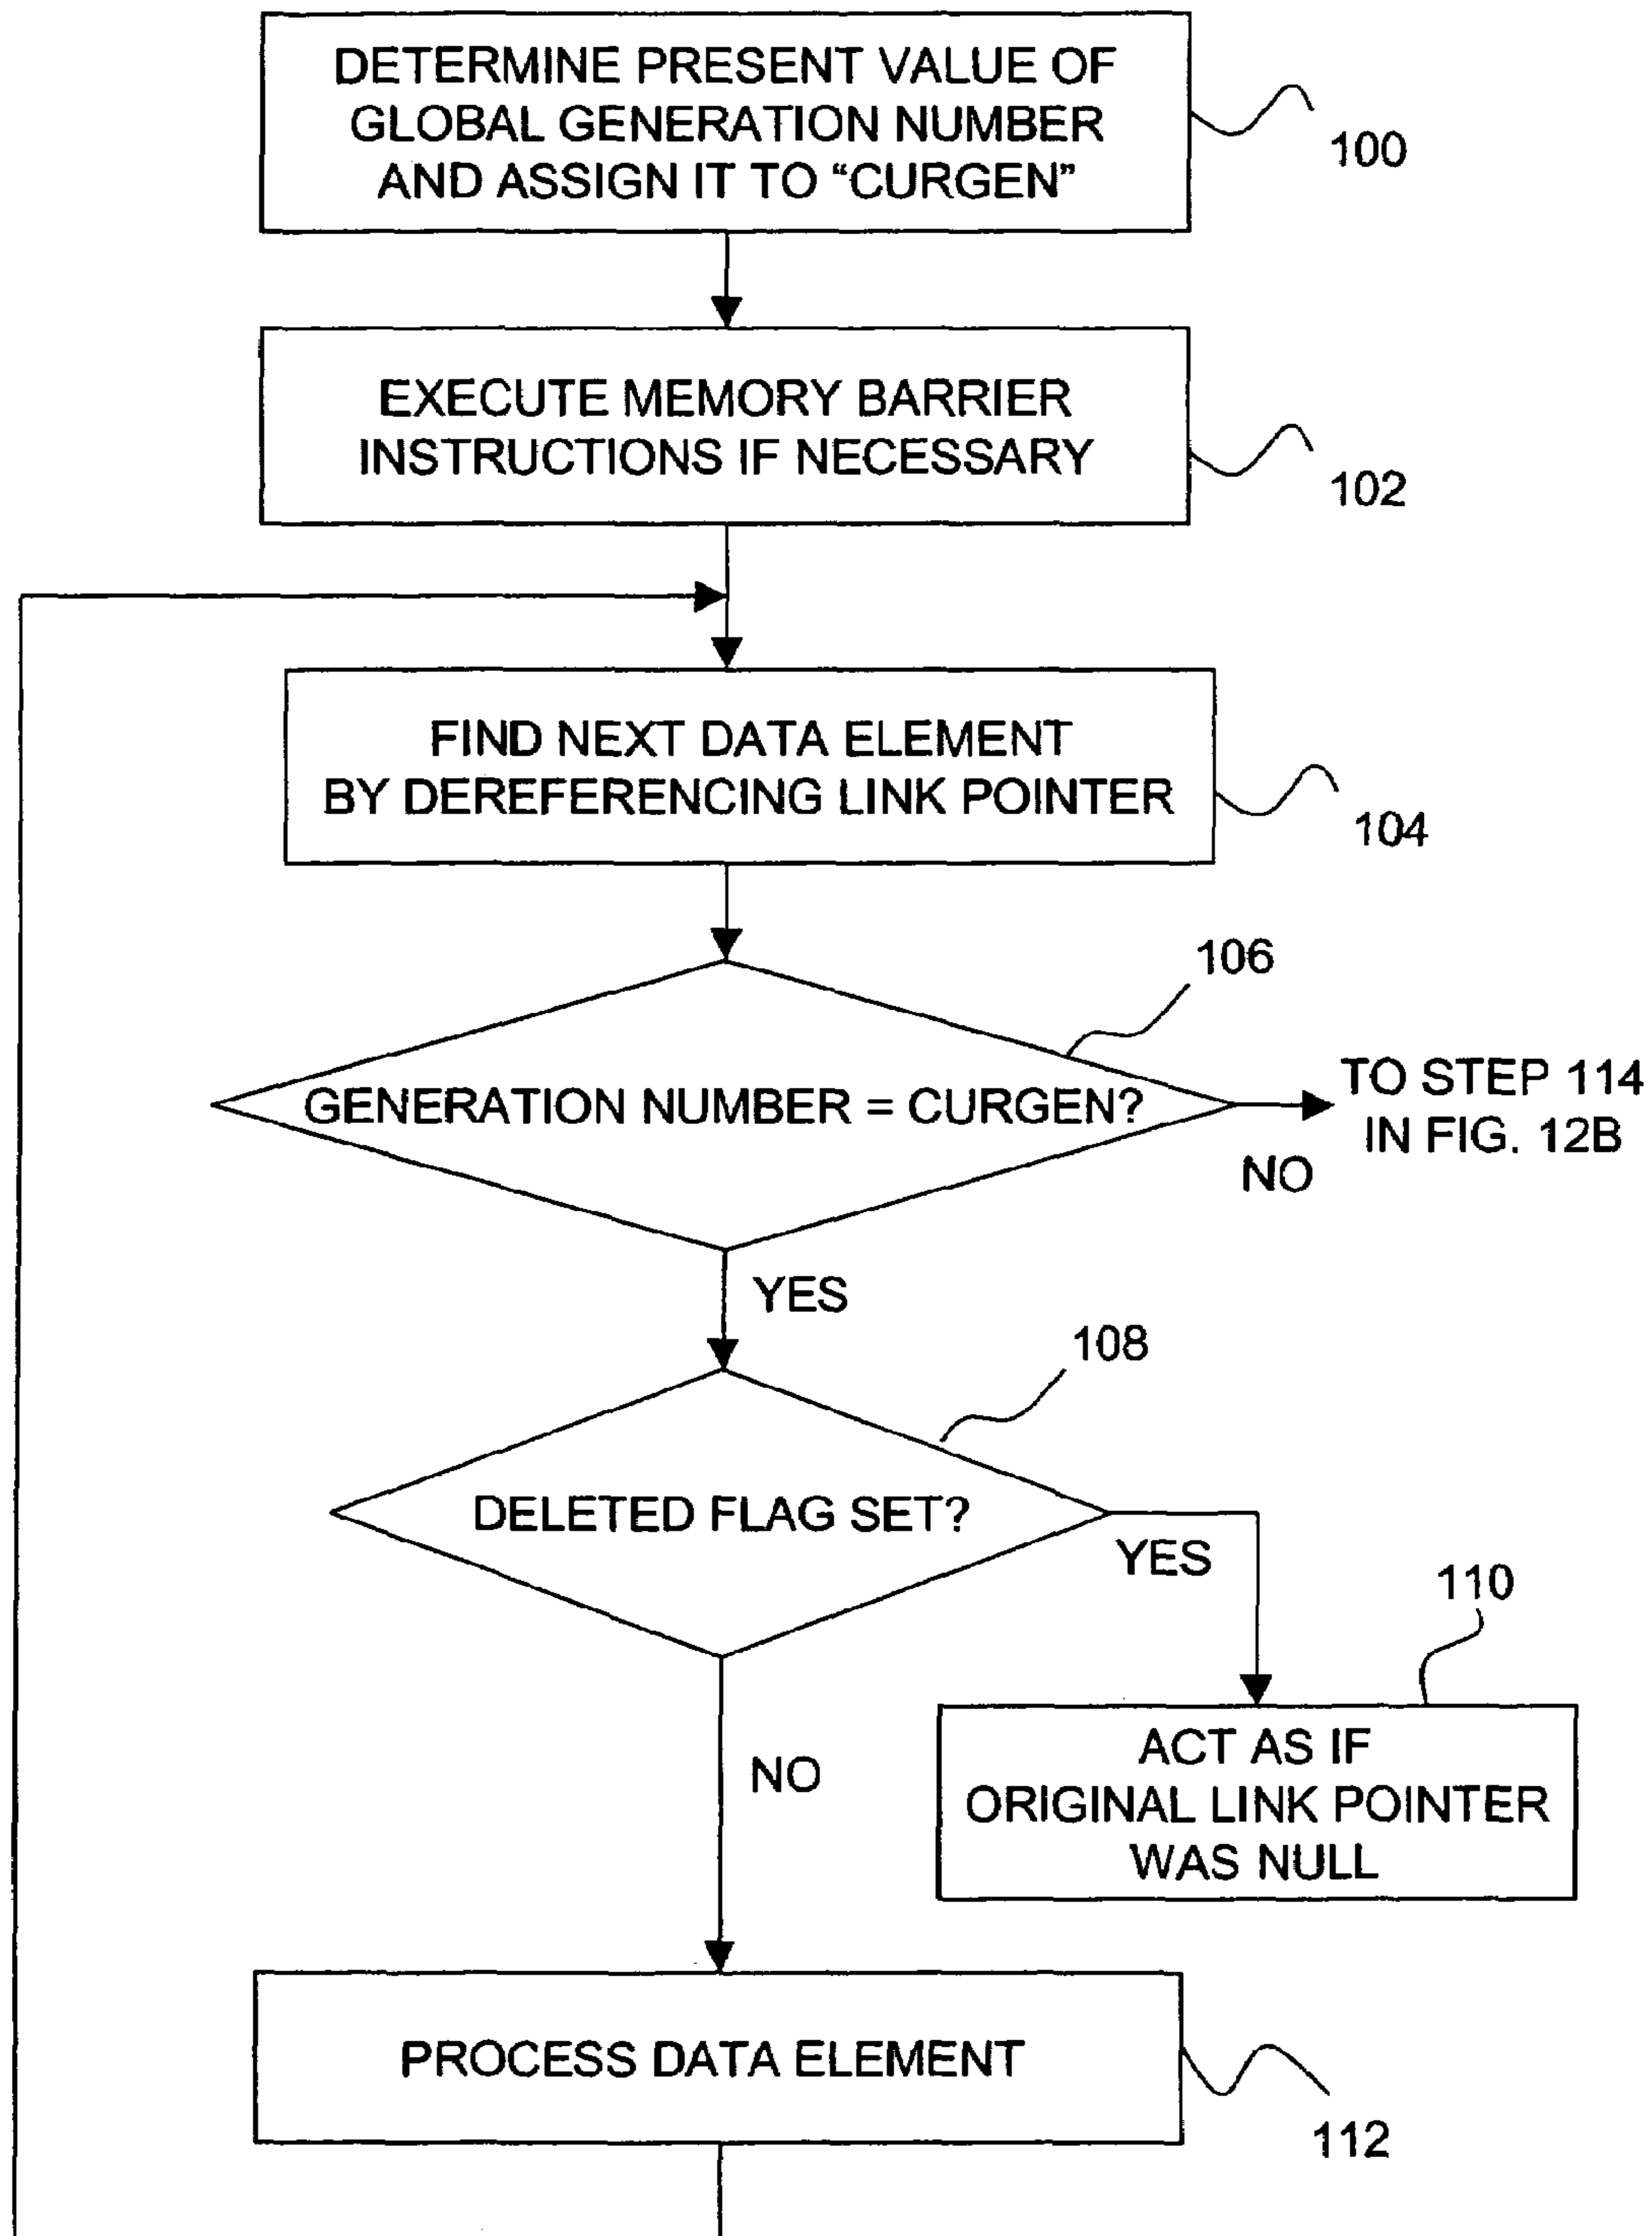 DETERMINE PRESENT VALUE OF
GLOBAL GENERATION NUMBER
AND ASSIGN IT TO “CURGEN”
100
EXECUTE MEMORY BARRIER
INSTRUCTIONS IF NECESSARY
102
FIND NEXT DATA ELEMENT
BY DEREFERENCING LINK POINTER
104
106
GENERATION NUMBER = CURGEN?
TO STEP 114
IN FIG. 12B
NO
YES
108
DELETED FLAG SET?
YES
110
ACT AS IF
ORIGINAL LINK POINTER
WAS NULL
NO
PROCESS DATA ELEMENT
112